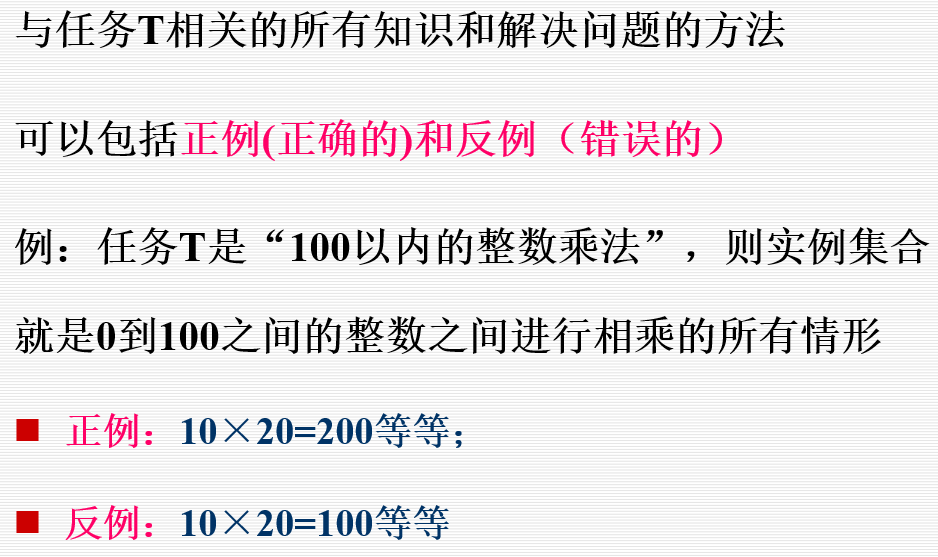 与任务T相关的所有知识和解决问题的方法
可以包括正例(正确的)和反例（错误的）
例：任务T是“100以内的整数乘法”，则实例集合
就是0到100之间的整数之间进行相乘的所有情形
■ 正例：10×20=200等等；
■ 反例：10×20=100等等